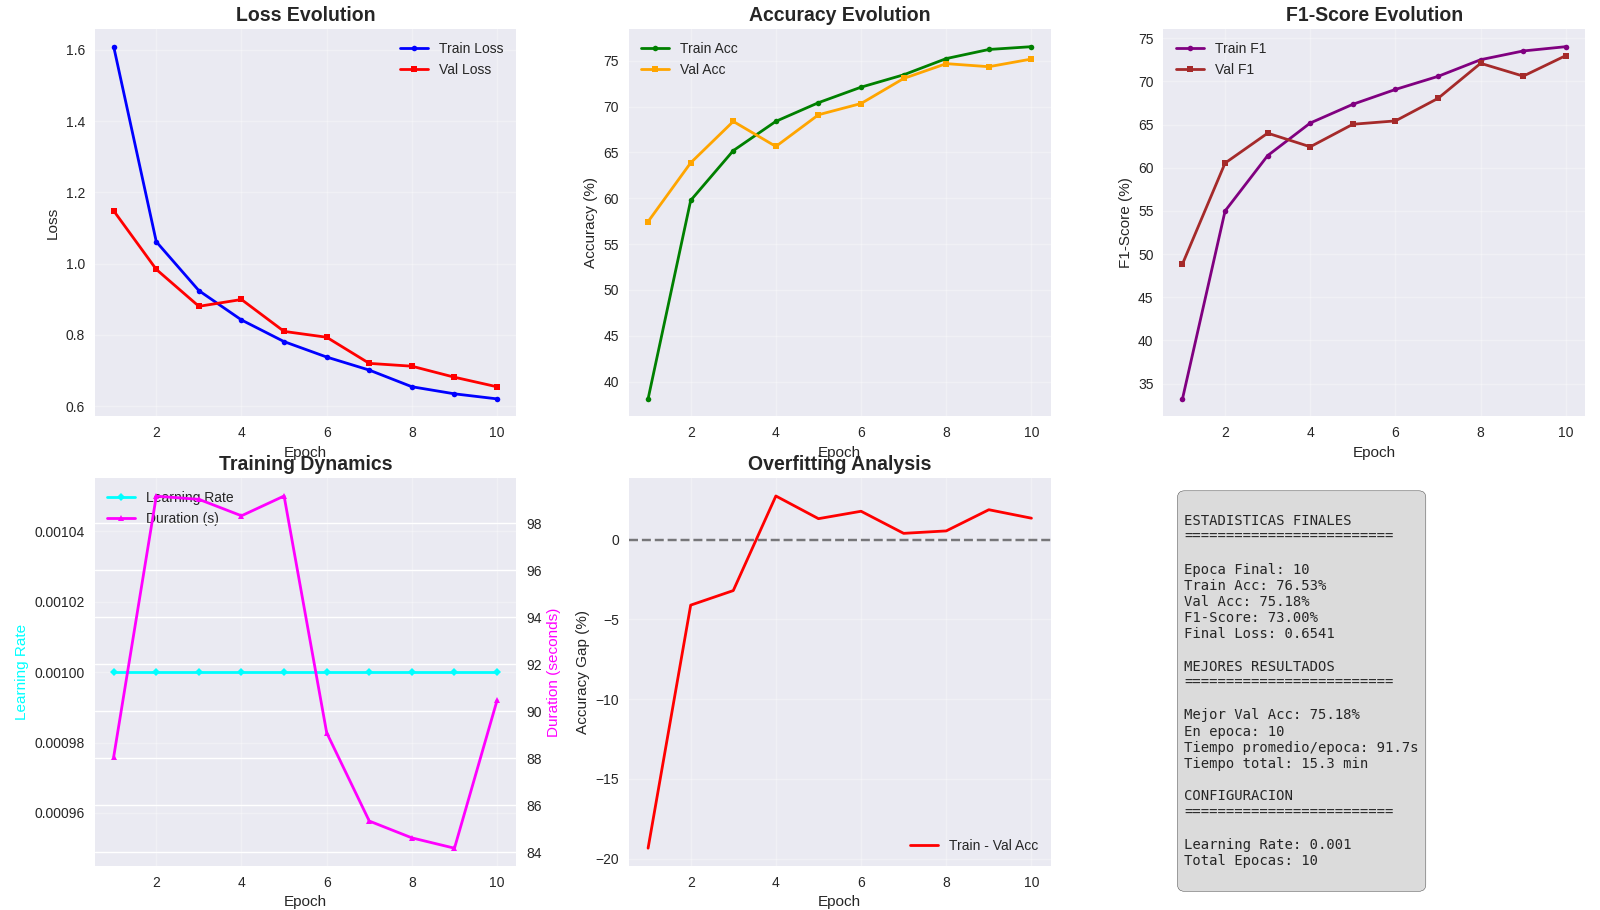 Loss Evolution
Loss
1.6
1.4
1.2
1.0
0.8
0.6
Train Loss
Val Loss
2 4 6 8 10
Epoch
Accuracy Evolution
Accuracy (%)
75
70
65
60
55
50
45
40
Train Acc
Val Acc
2 4 6 8 10
Epoch
F1-Score Evolution
F1-Score (%)
75
70
65
60
55
50
45
40
35
Train F1
Val F1
2 4 6 8 10
Epoch
Training Dynamics
Learning Rate
0.00104
0.00102
0.00100
0.00098
0.00096
Learning Rate
Duration (s)
98
96
94
92
90
88
86
84
Duration (seconds)
2 4 6 8 10
Epoch
Overfitting Analysis
Accuracy Gap (%)
0
−5
−10
−15
−20
Train - Val Acc
2 4 6 8 10
Epoch
ESTADISTICAS FINALES
=========================
Epoca Final: 10
Train Acc: 76.53%
Val Acc: 75.18%
F1-Score: 73.00%
Final Loss: 0.6541
MEJORES RESULTADOS
=========================
Mejor Val Acc: 75.18%
En epoca: 10
Tiempo promedio/epoca: 91.7s
Tiempo total: 15.3 min
CONFIGURACION
=========================
Learning Rate: 0.001
Total Epocas: 10